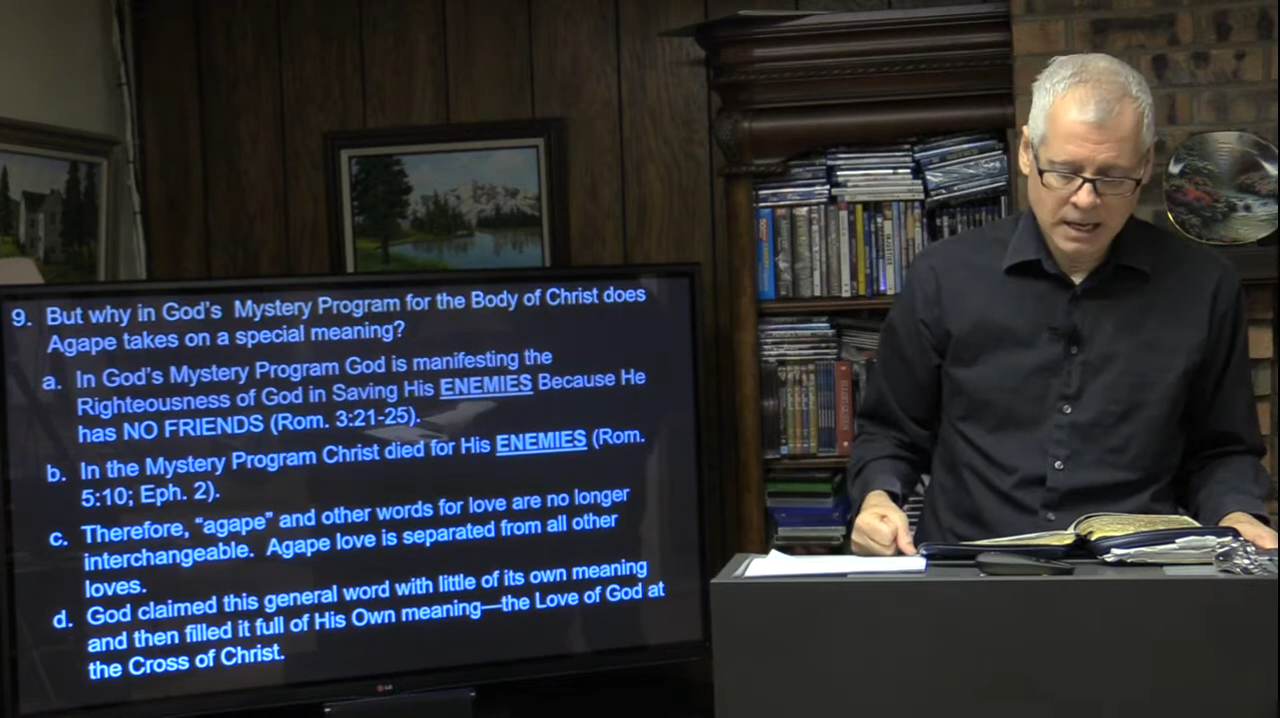 9. But why in God's Mystery Program for the Body of Christ does
Agape takes on a special meaning?
a. In God's Mystery Program God is manifesting the
Righteousness of God in Saving His ENEMIES Because He
has NO FRIENDS (Rom. 3:21-25).
b. In the Mystery Program Christ died for His ENEMIES (Rom.
5:10; Eph. 2).
c. Therefore, “agape” and other words for love are no longer
interchangeable. Agape love is separated from all other
loves.
d. God claimed this general word with little of its own meaning
and then filled it full of His Own meaning—the Love of God at
the Cross of Christ.
LG